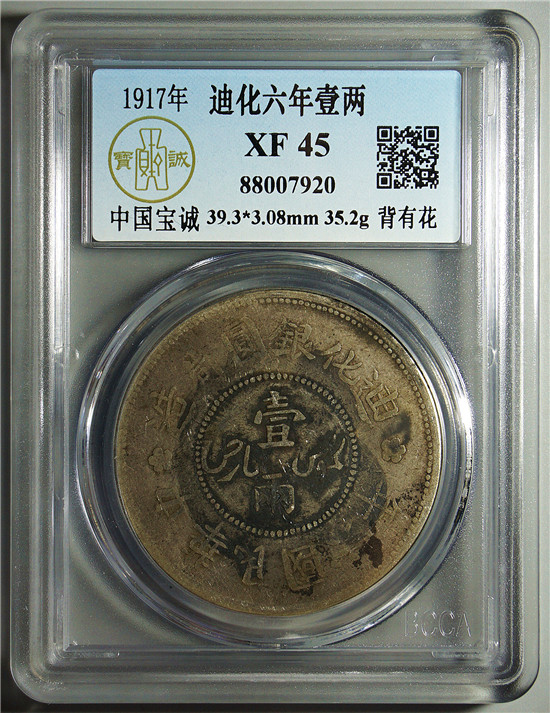 1917年 迪化六年壹两
XF 45
88007920
寶 誠
中国宝诚 39.3*3.08mm 35.2g 背有花
迪化銀圓局造
壹
兩
民國
BCCA